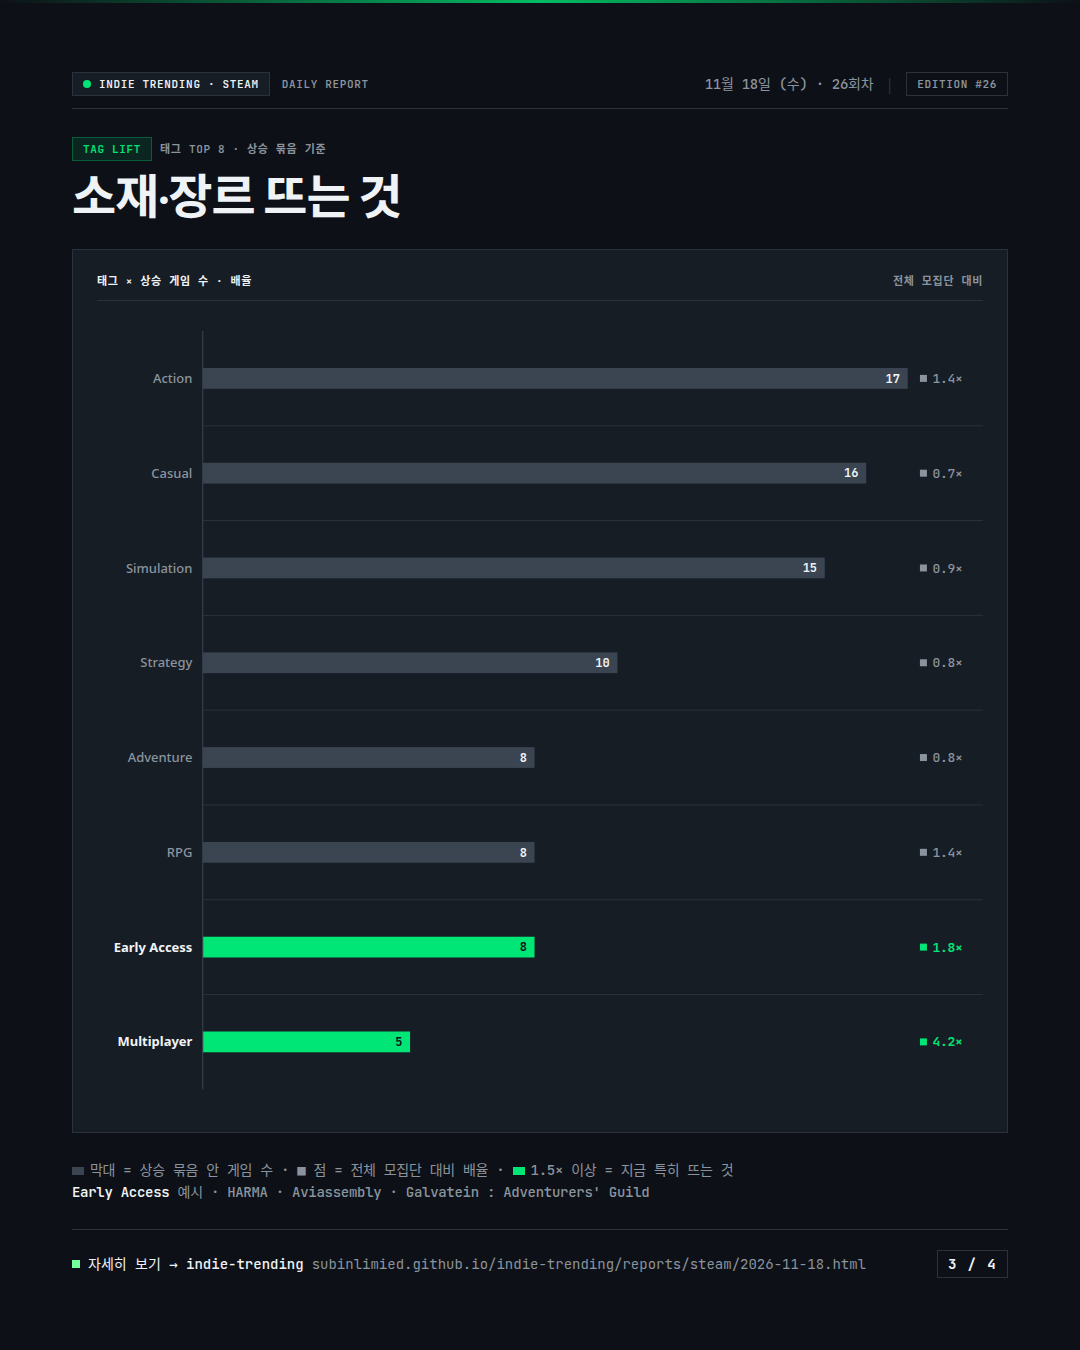 INDIE TRENDING · STEAM DAILY REPORT 11월 18일 (수) · 26회차 EDITION #26
TAG LIFT 태그 TOP 8 · 상승 묶음 기준
소재·장르 뜨는 것
태그 × 상승 게임 수 · 배율 전체 모집단 대비
Action 17 1.4×
Casual 16 0.7×
Simulation 15 0.9×
Strategy 10 0.8×
Adventure 8 0.8×
RPG 8 1.4×
Early Access 8 1.8×
Multiplayer 5 4.2×
막대 = 상승 묶음 안 게임 수 · 점 = 전체 모집단 대비 배율 · 1.5× 이상 = 지금 특히 뜨는 것
Early Access 예시 · HARMA · Aviassembly · Galvatein : Adventurers' Guild
자세히 보기 → indie-trending subinlimied.github.io/indie-trending/reports/steam/2026-11-18.html 3 / 4